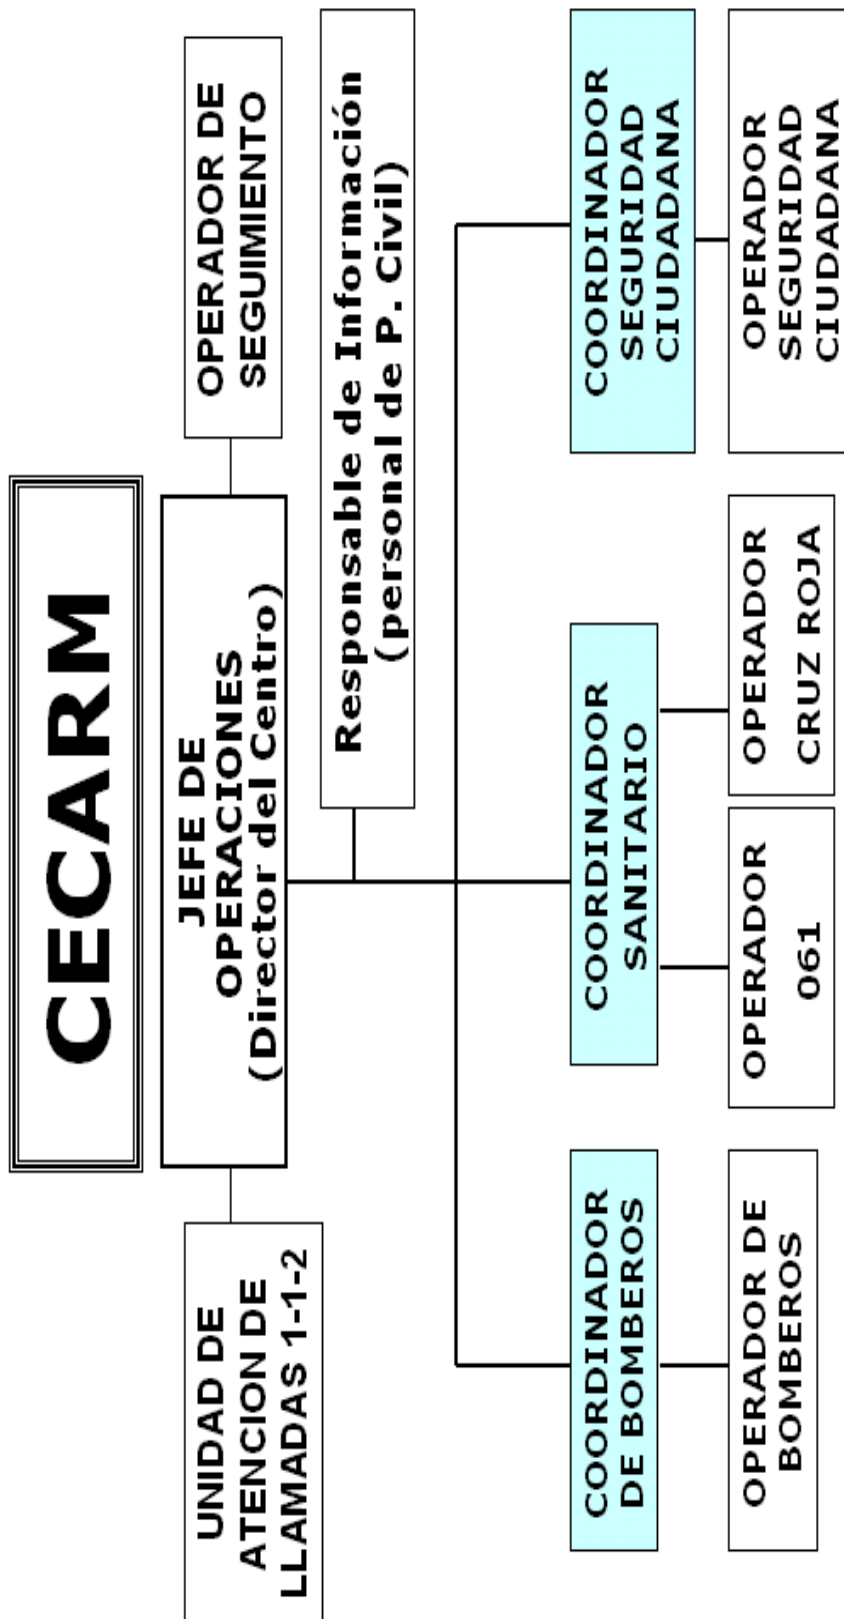 CECARM
UNIDAD DE
ATENCION DE
LLAMADAS 1-1-2
JEFE DE
OPERACIONES
(Director del Centro)
OPERADOR DE
SEGUIMIENTO
Responsable de Información
(personal de P. Civil)
COORDINADOR
DE BOMBEROS
COORDINADOR
SANITARIO
COORDINADOR
SEGURIDAD
CIUDADANA
OPERADOR DE
BOMBEROS
OPERADOR
061
OPERADOR
CRUZ ROJA
OPERADOR
SEGURIDAD
CIUDADANA